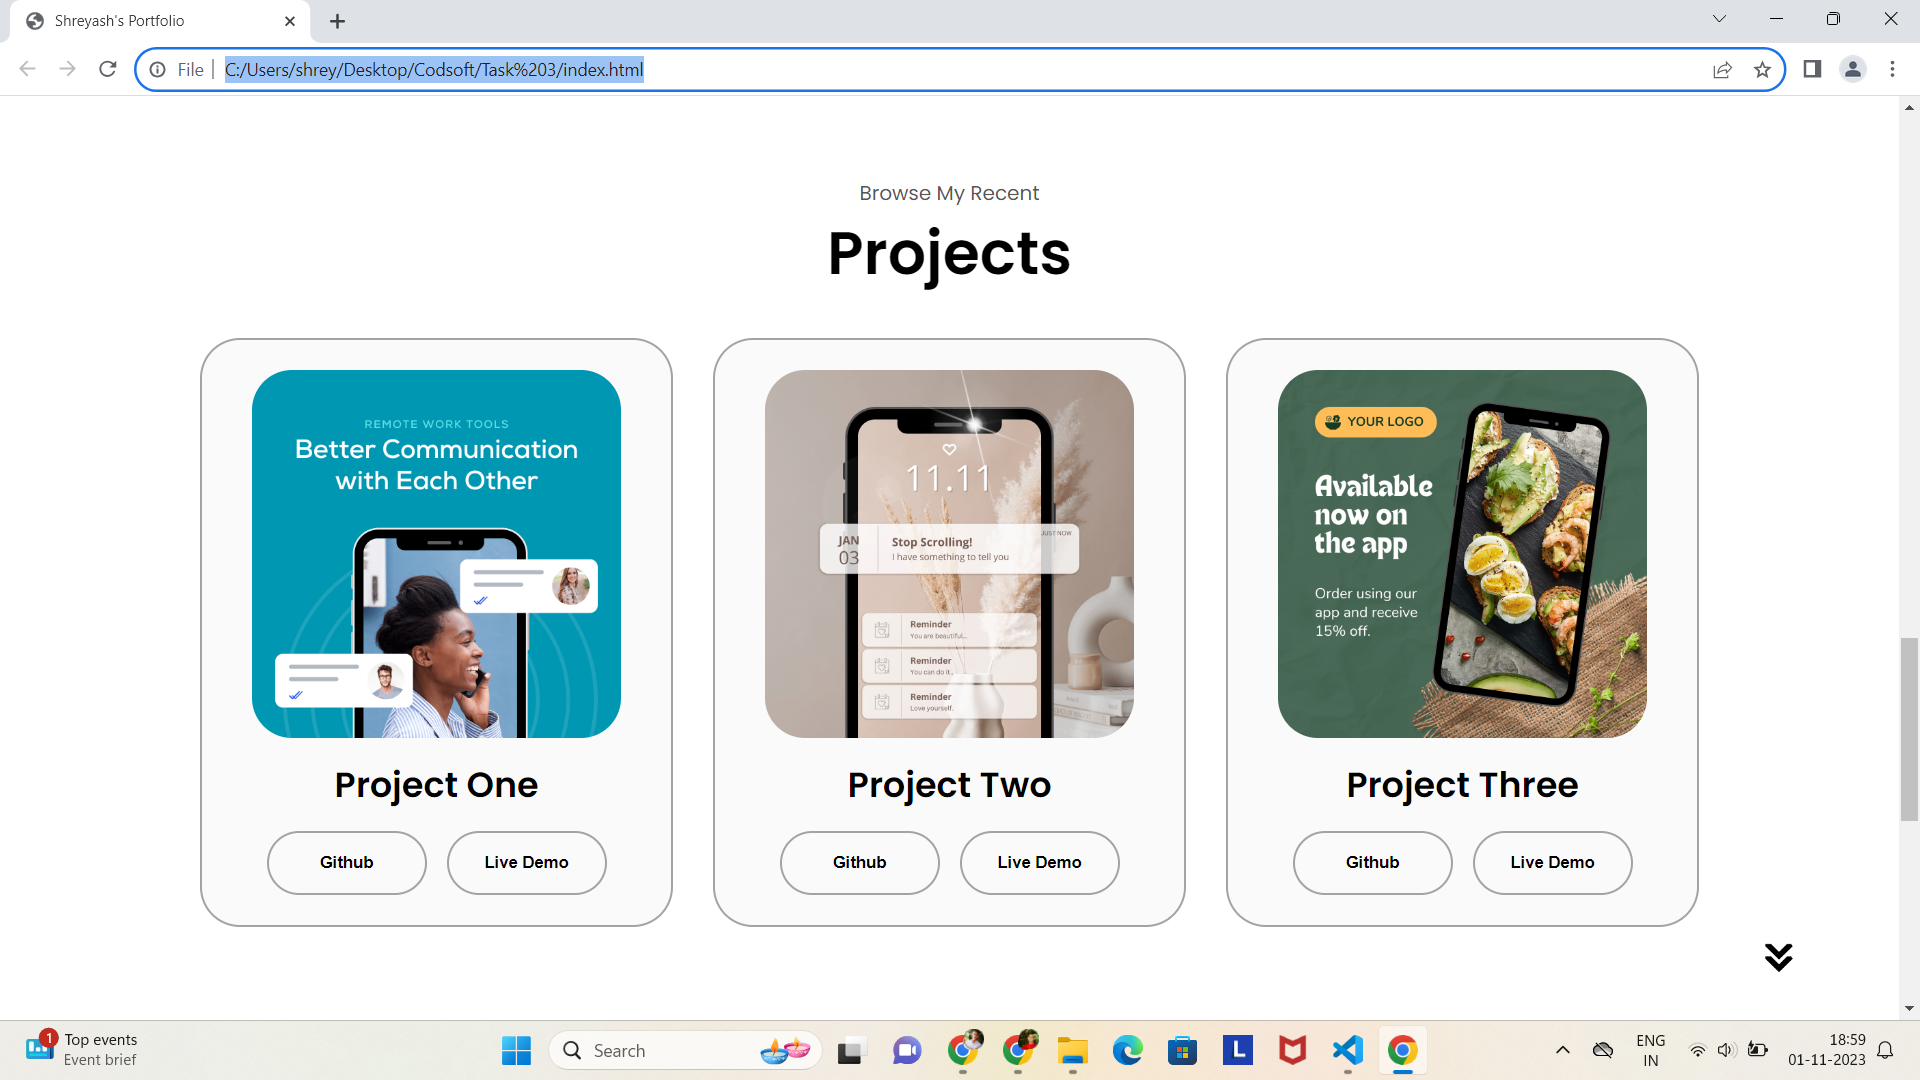 Shreyash's Portfolio
File
C:/Users/shrey/Desktop/Codsoft/Task%203/index.html
Browse My Recent
Projects
REMOTE WORK TOOLS
Better Communication
with Each Other
Project One
Github
Live Demo
11.11
JAN
03
Stop Scrolling!
I have something to tell you
JUST NOW
Reminder
You are beautiful...
Reminder
You can do it...
Reminder
Love yourself.
Project Two
Github
Live Demo
YOUR LOGO
Available
now on
the app
Order using our
app and receive
15% off.
Project Three
Github
Live Demo
1
Top events
Event brief
Search
L
ENG
IN
18:59
01-11-2023